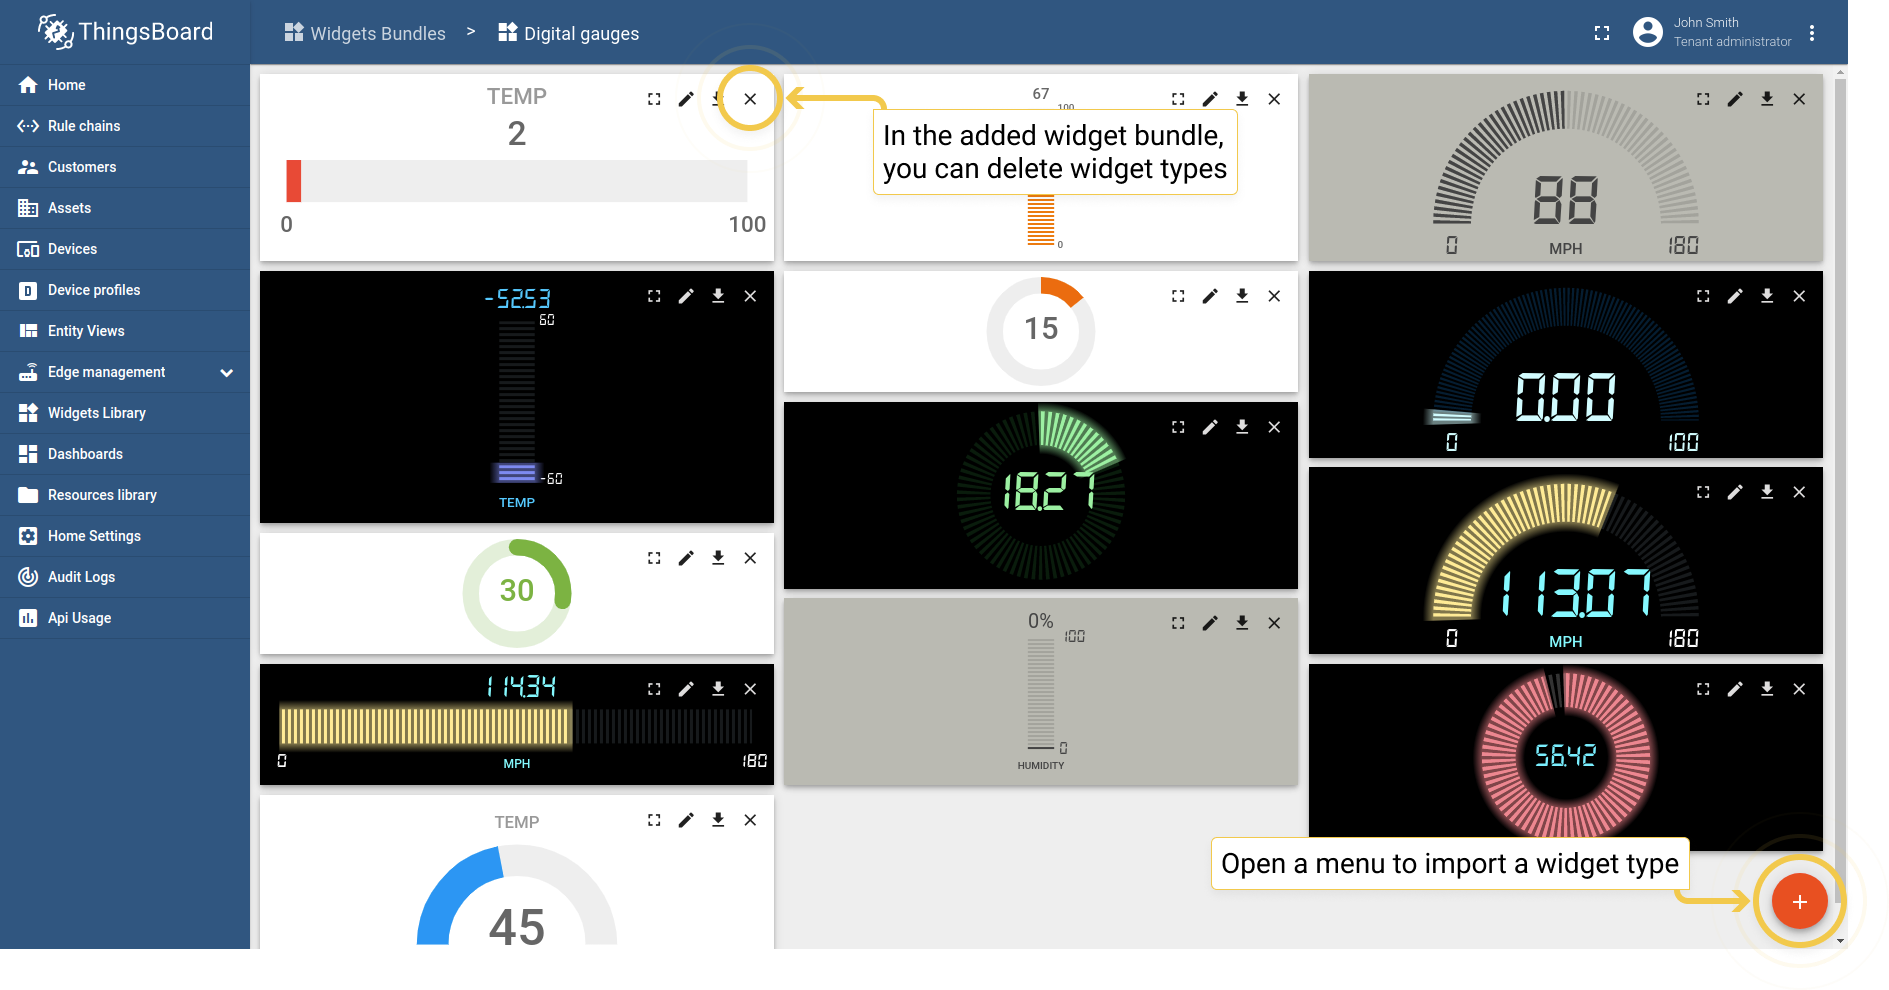 ThingsBoard
Widgets Bundles > Digital gauges
John Smith
Tenant administrator
Home
Rule chains
Customers
Assets
Devices
Device profiles
Entity Views
Edge management
Widgets Library
Dashboards
Resources library
Home Settings
Audit Logs
Api Usage
TEMP
2
0 100
67
100
In the added widget bundle,
you can delete widget types
0
88
0 MPH 180
-52.53
60
-60
TEMP
15
0.00
0 100
18.27
113.07
0 MPH 180
30
0%
100
0
HUMIDITY
114.34
0 MPH 180
56.42
TEMP
45
Open a menu to import a widget type